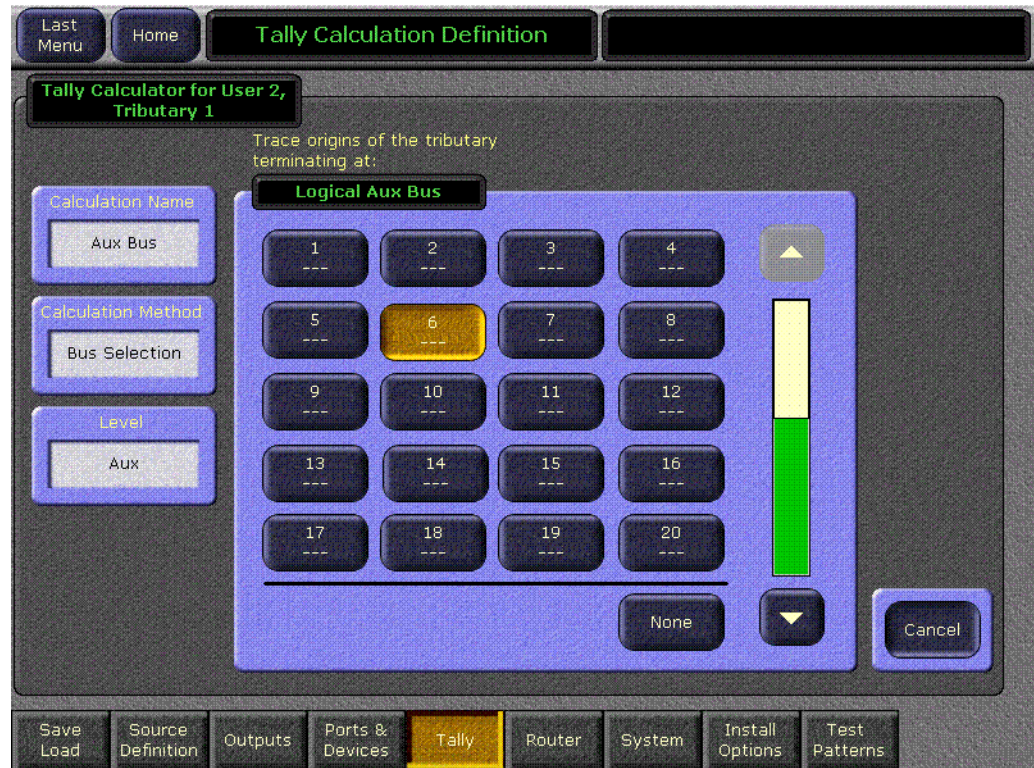 Last
Menu
Home
Tally Calculation Definition
Tally Calculator for User 2,
Tributary 1
Trace origins of the tributary
terminating at:
Logical Aux Bus
Calculation Name
Aux Bus
Calculation Method
Bus Selection
Level
Aux
1
---
2
---
3
---
4
---
5
---
6
---
7
---
8
---
9
---
10
---
11
---
12
---
13
---
14
---
15
---
16
---
17
---
18
---
19
---
20
---
None
Cancel
Save
Load
Source
Definition
Outputs
Ports &
Devices
Tally
Router
System
Install
Options
Test
Patterns